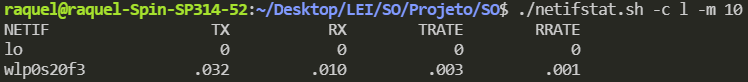 raquel@raquel-Spin-SP314-52:~/Desktop/LEI/SO/Projeto/SO$ ./netifstat.sh -c l -m 10
NETIF TX RX TRATE RRATE
lo 0 0 0 0
wlp0s20f3 .032 .010 .003 .001